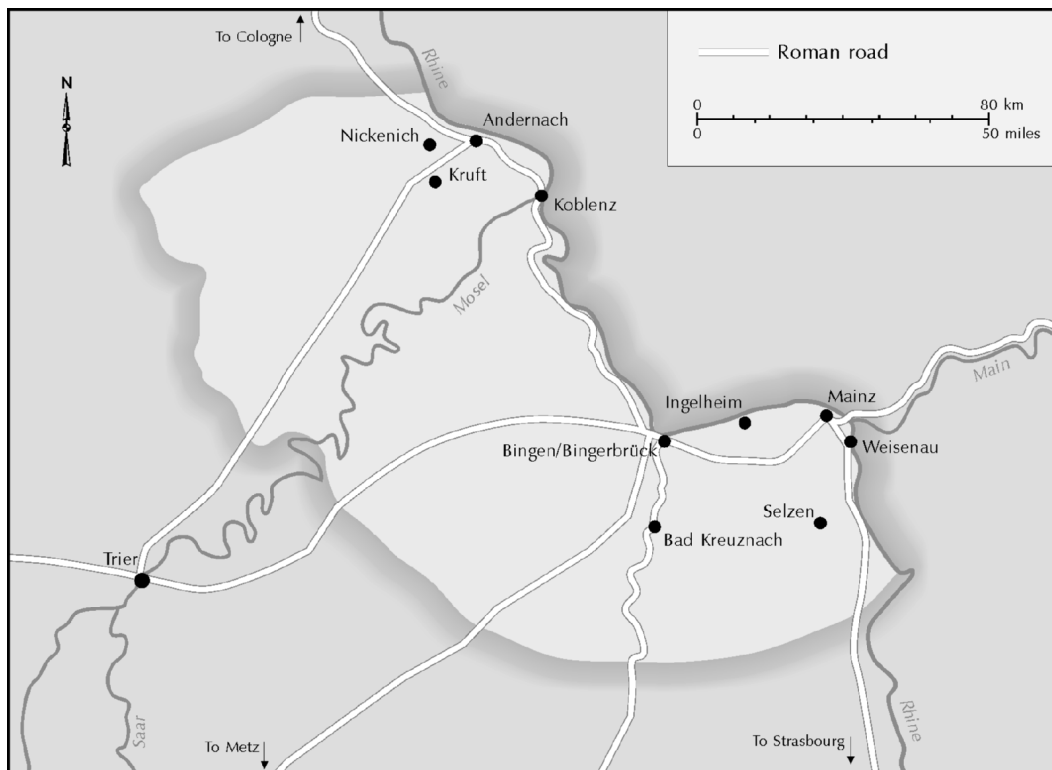 To Cologne
Rhine
Roman road
N
0 80 km
0 50 miles
Andernach
Nickenich
Kruft
Koblenz
Mosel
Main
Ingelheim
Mainz
Bingen/Bingerbrück
Weisenau
Selzen
Bad Kreuznach
Trier
Saar
Rhine
To Metz
To Strasbourg